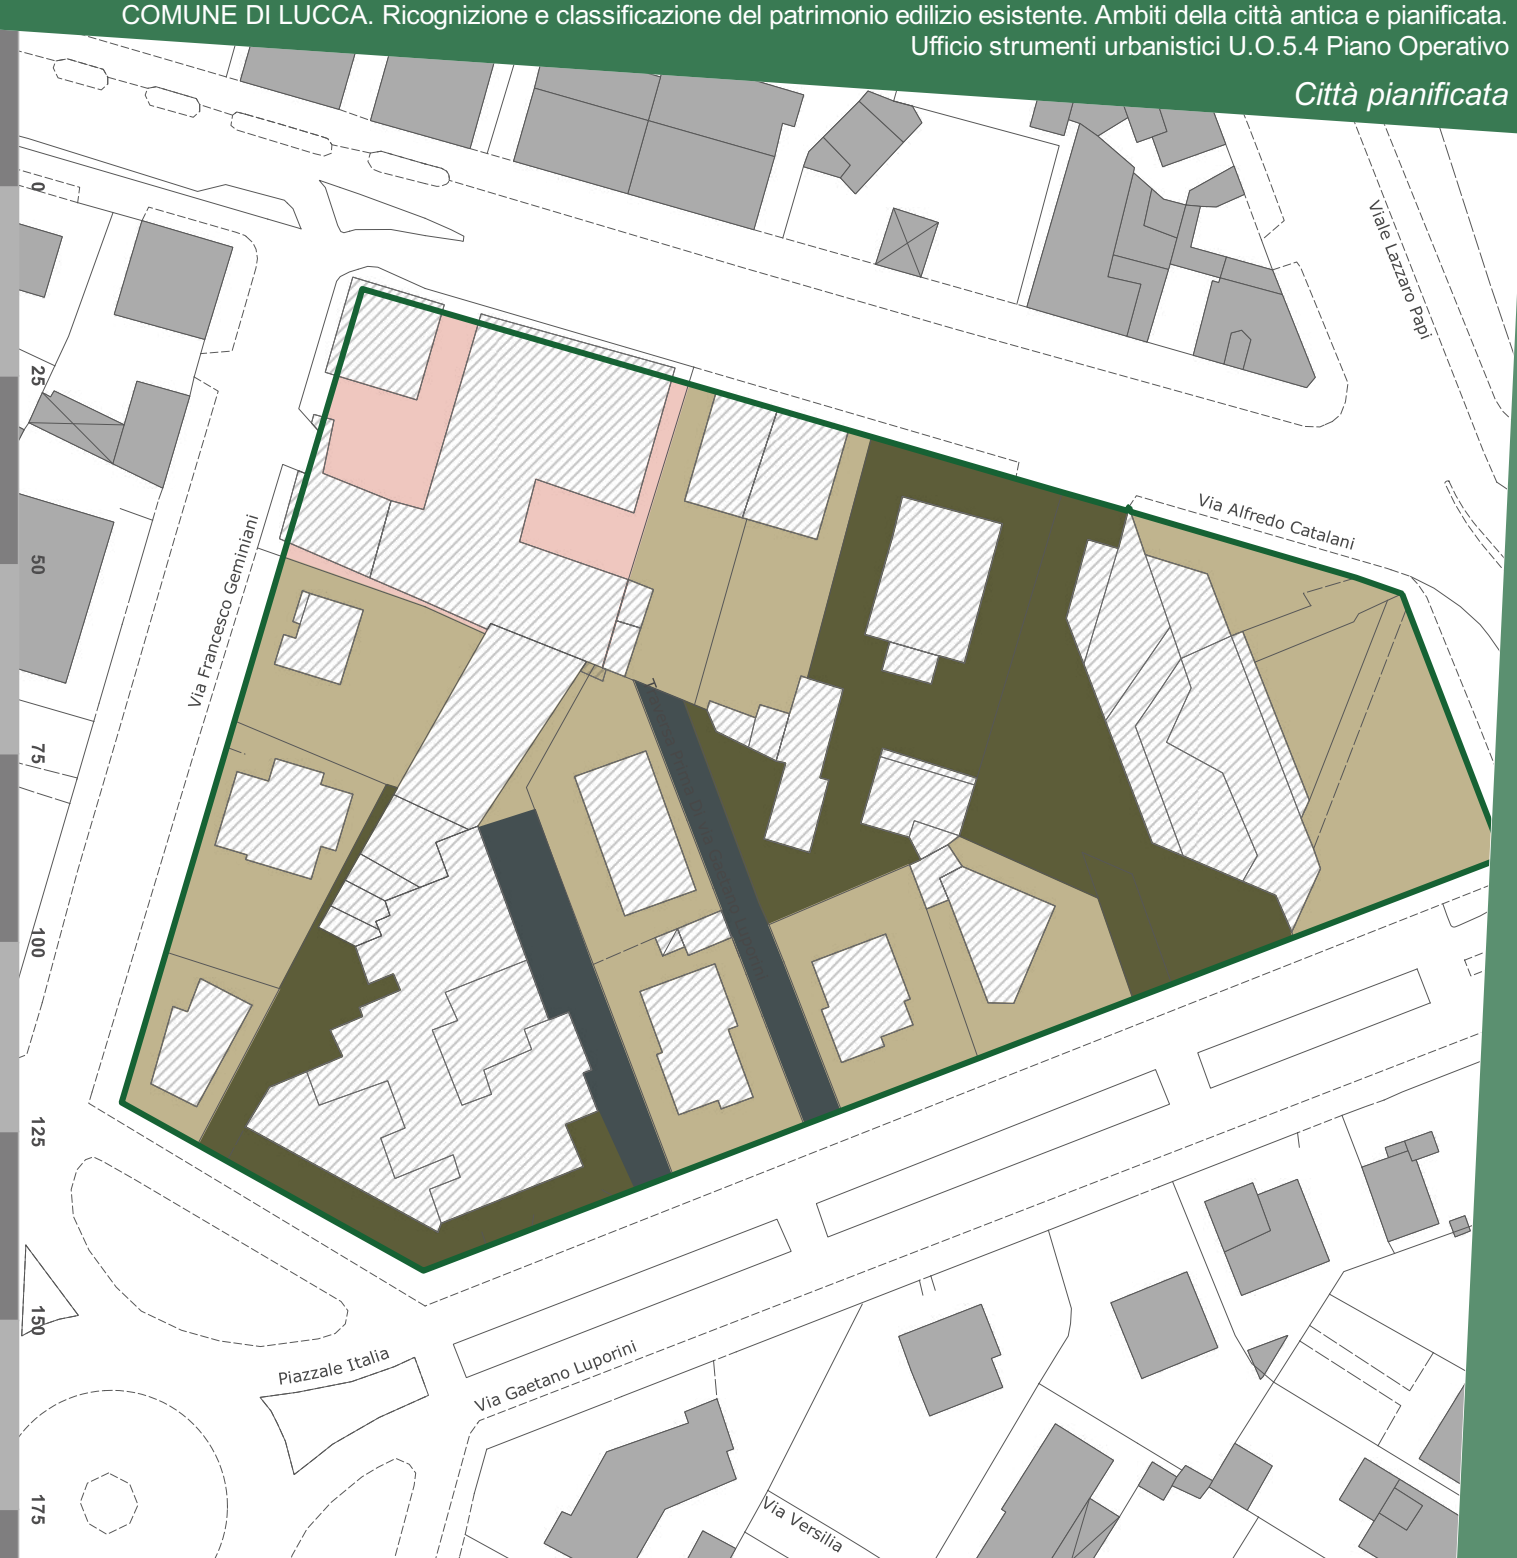 COMUNE DI LUCCA. Ricognizione e classificazione del patrimonio edilizio esistente. Ambiti della città antica e pianificata.
Ufficio strumenti urbanistici U.O.5.4 Piano Operativo
Città pianificata
Viale Lazzaro Papi
Via Alfredo Catalani
Via Francesco Geminiani
Piazzale Italia
Via Gaetano Luporini
Via Versilia
0
25
50
75
100
125
150
175